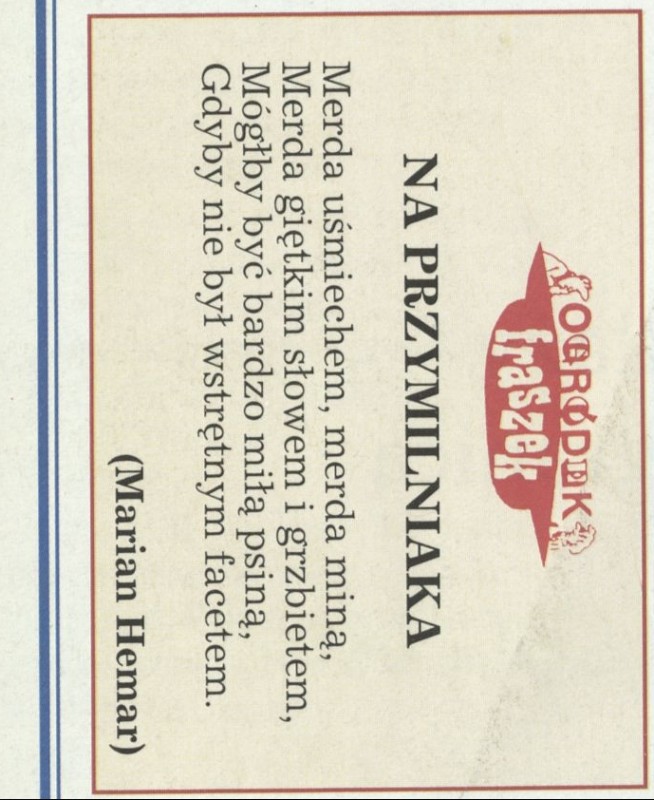 OGRÓDEK
fraszek
NA PRZYMILNIAKA
Merda uśmiechem, merda miną,
Merda giętkim słowem i grzbietem,
Mógłby być bardzo miłą psiną,
Gdyby nie był wstrętnym facetem.
(Marian Hemar)